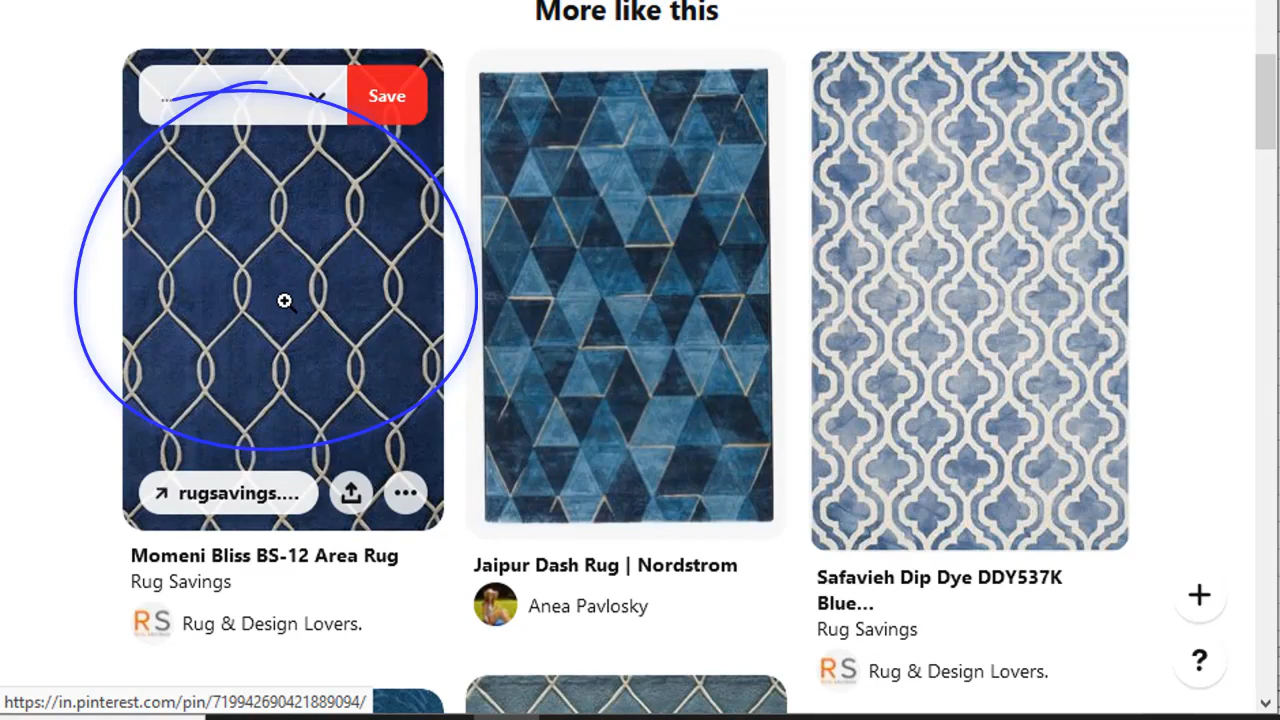 More like this
...
Save
rugsavings....
Momeni Bliss BS-12 Area Rug
Rug Savings
RS
Rug & Design Lovers.
Jaipur Dash Rug | Nordstrom
Anea Pavlosky
Safavieh Dip Dye DDY537K
Blue...
Rug Savings
RS
Rug & Design Lovers.
+
?
https://in.pinterest.com/pin/719942690421889094/